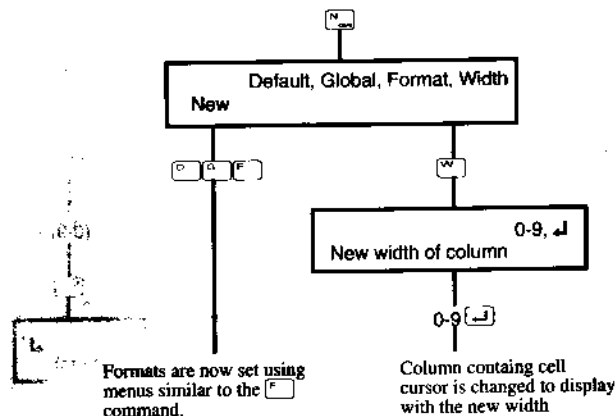 N
Default, Global, Format, Width
New
D G F
W
0-9, ↲
New width of column
0-9 ↲
Formats are now set using
menus similar to the F
command.
Column containg cell
cursor is changed to display
with the new width